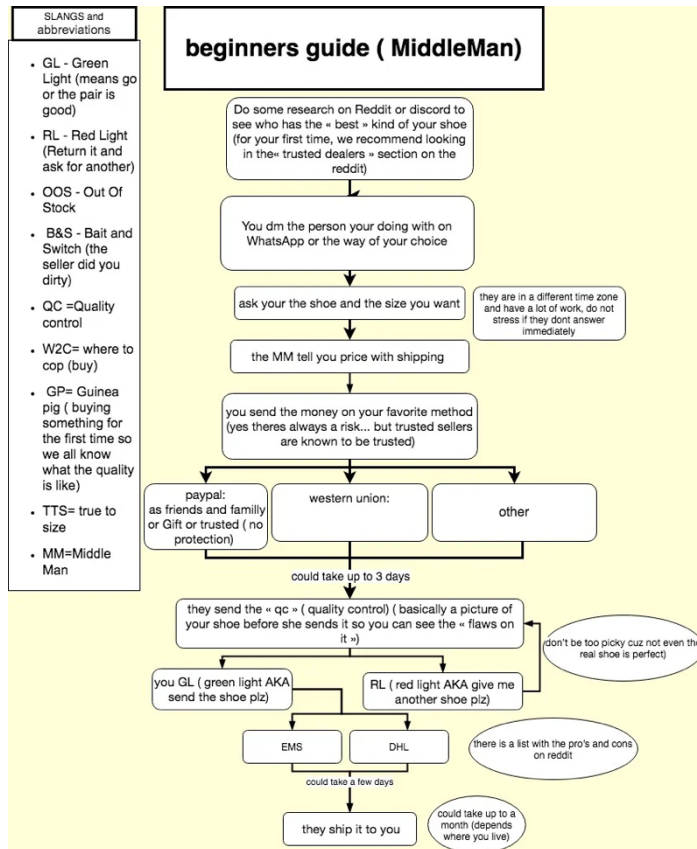 SLANGS and
abbreviations
GL - Green
Light (means go
or the pair is
good)
RL - Red Light
(Return it and
ask for another)
OOS - Out Of
Stock
B&S - Bait and
Switch (the
seller did you
dirty)
QC =Quality
control
W2C= where to
cop (buy)
GP= Guinea
pig ( buying
something for
the first time so
we all know
what the quality
is like)
TTS= true to
size
MM=Middle
Man
beginners guide ( MiddleMan)
Do some research on Reddit or discord to
see who has the « best » kind of your shoe
(for your first time, we recommend looking
in the« trusted dealers » section on the
reddit)
You dm the person your doing with on
WhatsApp or the way of your choice
ask your the shoe and the size you want
they are in a different time zone
and have a lot of work, do not
stress if they dont answer
immediately
the MM tell you price with shipping
you send the money on your favorite method
(yes theres always a risk... but trusted sellers
are known to be trusted)
paypal:
as friends and familly
or Gift or trusted ( no
protection)
western union:
other
could take up to 3 days
they send the « qc » ( quality control) ( basically a picture of
your shoe before she sends it so you can see the « flaws on
it »)
don't be too picky cuz not even the
real shoe is perfect)
you GL ( green light AKA
send the shoe plz)
RL ( red light AKA give me
another shoe plz)
EMS
DHL
there is a list with the pro's and cons
on reddit
could take a few days
they ship it to you
could take up to a
month (depends
where you live)